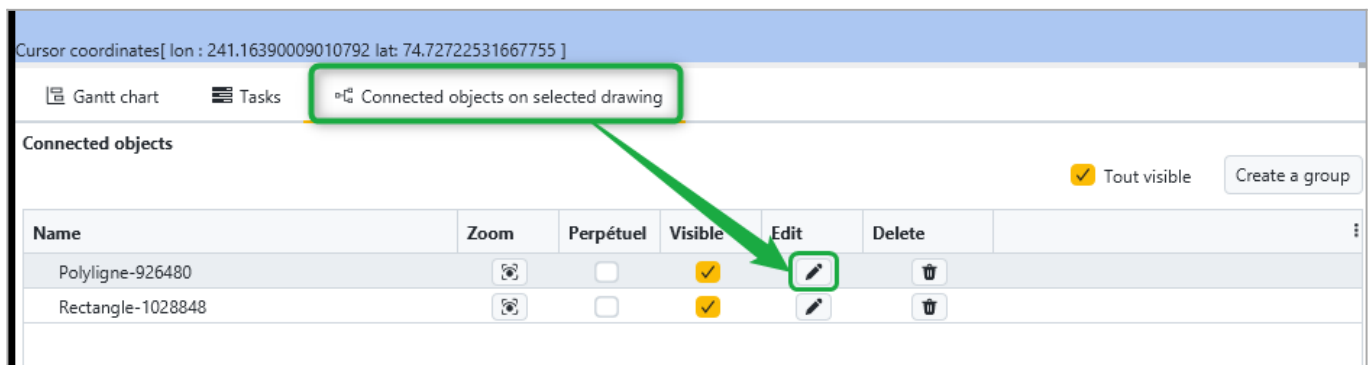 Cursor coordinates[ lon : 241.16390009010792 lat: 74.72722531667755 ]
Gantt chart Tasks Connected objects on selected drawing
Connected objects
Tout visible Create a group
Name Zoom Perpétuel Visible Edit Delete
Polyligne-926480
Rectangle-1028848